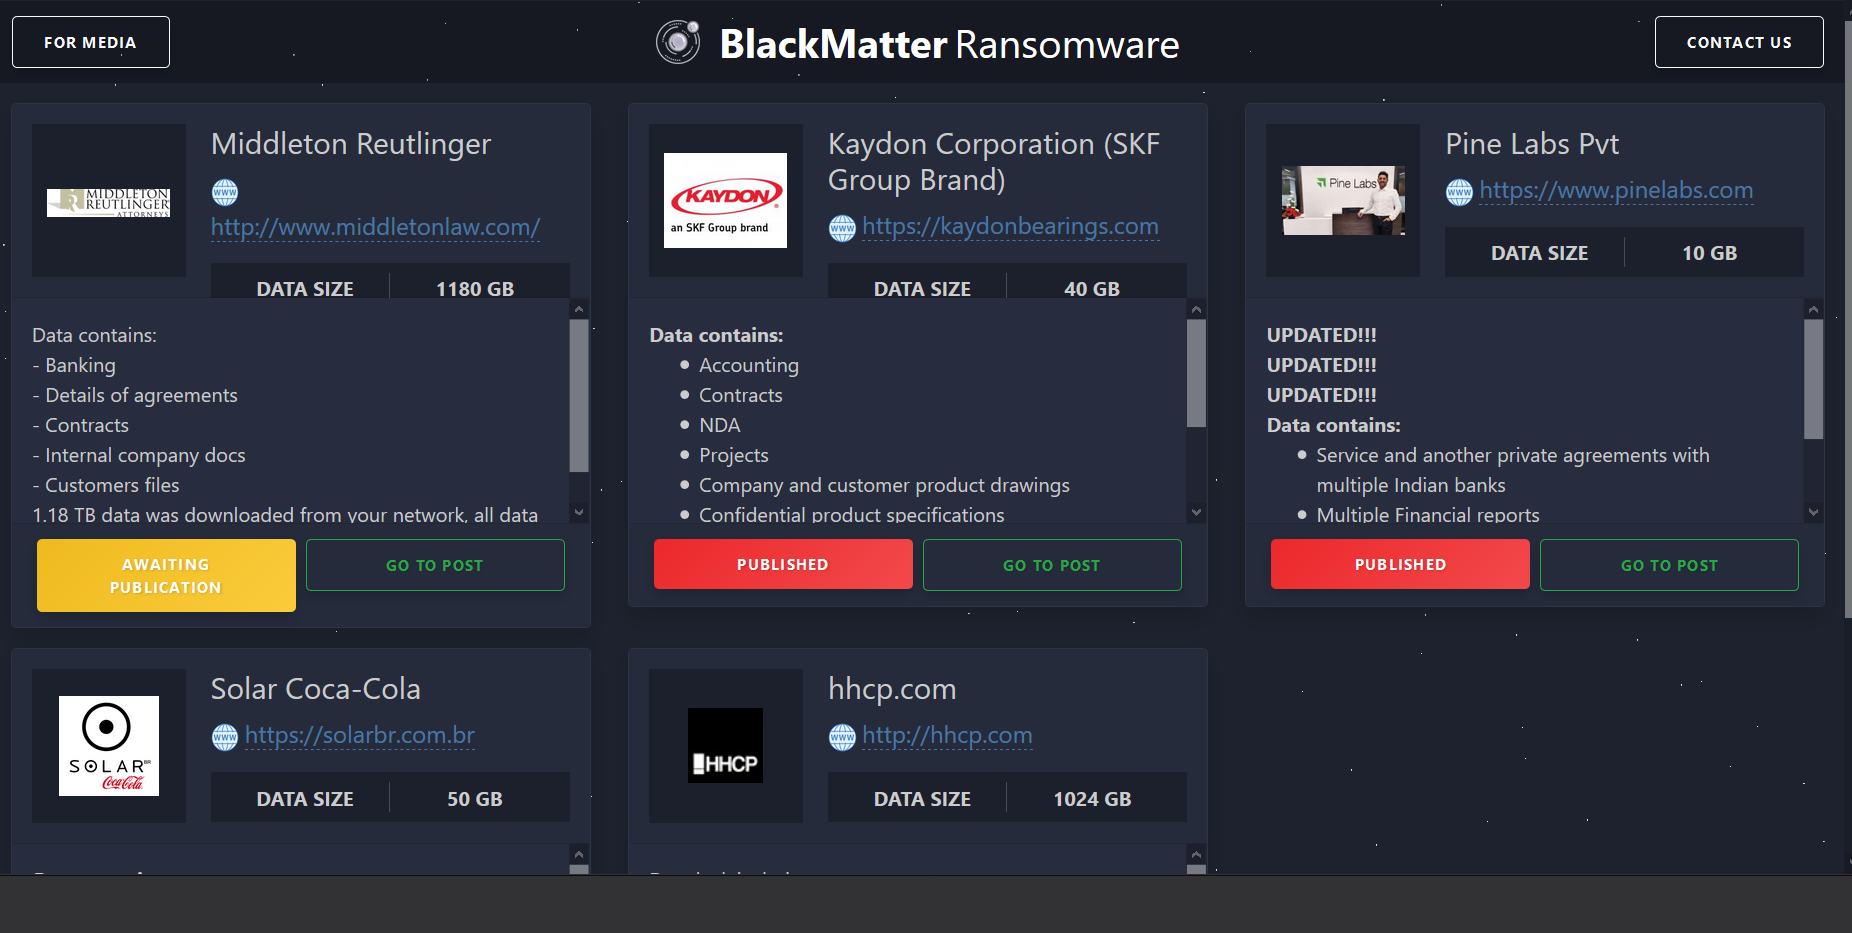 FOR MEDIA
BlackMatter Ransomware
CONTACT US
MIDDLETON
REUTLINGER
ATTORNEYS
Middleton Reutlinger
www
http://www.middletonlaw.com/
DATA SIZE 1180 GB
Data contains:
- Banking
- Details of agreements
- Contracts
- Internal company docs
- Customers files
1.18 TB data was downloaded from your network, all data
AWAITING
PUBLICATION
GO TO POST
KAYDON
an SKF Group brand
Kaydon Corporation (SKF
Group Brand)
www https://kaydonbearings.com
DATA SIZE 40 GB
Data contains:
Accounting
Contracts
NDA
Projects
Company and customer product drawings
Confidential product specifications
PUBLISHED
GO TO POST
Pine Labs
Pine Labs Pvt
www https://www.pinelabs.com
DATA SIZE 10 GB
UPDATED!!!
UPDATED!!!
UPDATED!!!
Data contains:
Service and another private agreements with
multiple Indian banks
Multiple Financial reports
PUBLISHED
GO TO POST
SOLAR BR
Coca-Cola
Solar Coca-Cola
www https://solarbr.com.br
DATA SIZE 50 GB
HHCP
hhcp.com
www http://hhcp.com
DATA SIZE 1024 GB